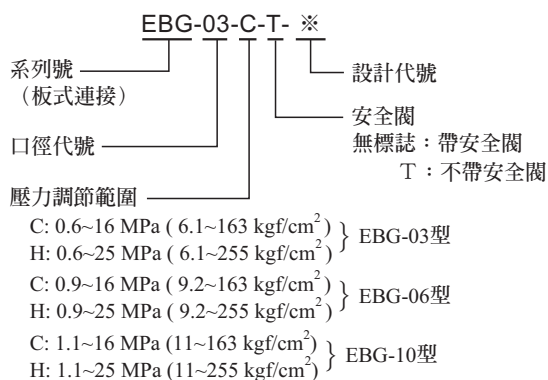 EBG-03-C-T- ※
系列號
（板式連接）
設計代號
安全閥
無標誌：帶安全閥
T：不帶安全閥
口徑代號
壓力調節範圍
C: 0.6~16 MPa ( 6.1~163 kgf/cm²)
H: 0.6~25 MPa ( 6.1~255 kgf/cm²)
} EBG-03型
C: 0.9~16 MPa ( 9.2~163 kgf/cm²)
H: 0.9~25 MPa ( 9.2~255 kgf/cm²)
} EBG-06型
C: 1.1~16 MPa (11~163 kgf/cm²)
H: 1.1~25 MPa (11~255 kgf/cm²)
} EBG-10型